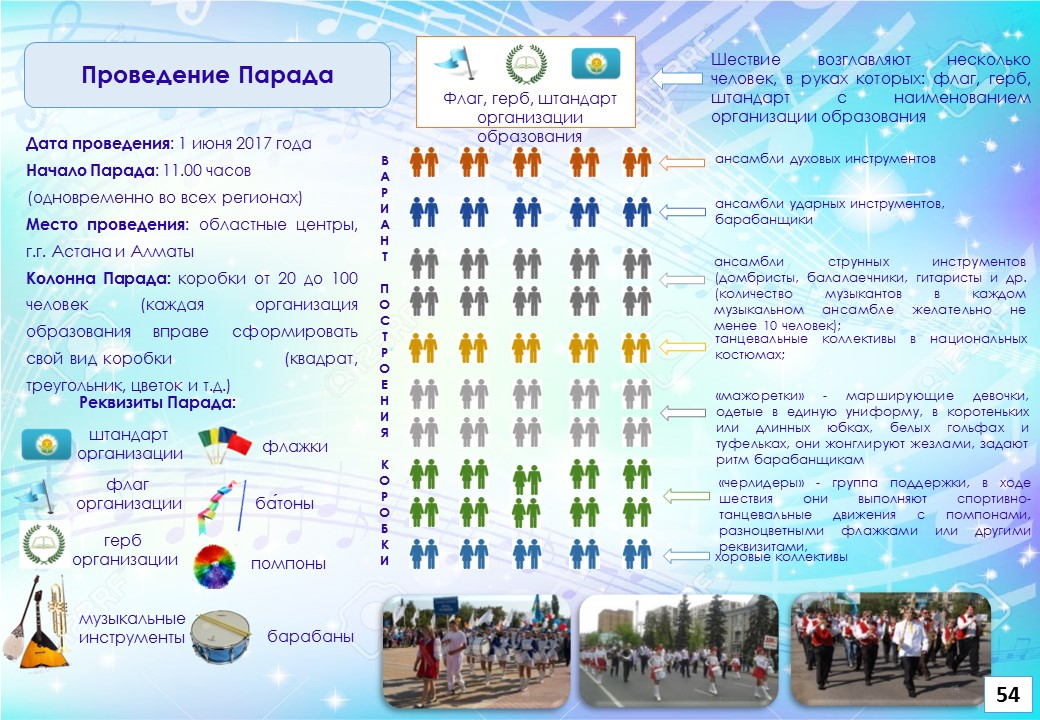 Проведение Парада
Дата проведения: 1 июня 2017 года
Начало Парада: 11.00 часов
(одновременно во всех регионах)
Место проведения: областные центры,
г.г. Астана и Алматы
Колонна Парада: коробки от 20 до 100
человек (каждая организация
образования вправе сформировать
свой вид коробки (квадрат,
треугольник, цветок и т.д.)
Реквизиты Парада:
штандарт
организации
флажки
флаг
организации
ба́тоны
герб
организации
помпоны
музыкальные
инструменты
барабаны
Флаг, герб, штандарт
организации
образования
ВАРИАНТ ПОСТРОЕНИЯ КОРОБКИ
Шествие возглавляют несколько
человек, в руках которых: флаг, герб,
штандарт с наименованием
организации образования
ансамбли духовых инструментов
ансамбли ударных инструментов,
барабанщики
ансамбли струнных инструментов
(домбристы, балалаечники, гитаристы и др.
(количество музыкантов в каждом
музыкальном ансамбле желательно не
менее 10 человек);
танцевальные коллективы в национальных
костюмах;
«мажоретки» - марширующие девочки,
одетые в единую униформу, в коротеньких
или длинных юбках, белых гольфах и
туфельках, они жонглируют жезлами, задают
ритм барабанщикам
«черлидеры» - группа поддержки, в ходе
шествия они выполняют спортивно-
танцевальные движения с помпонами,
разноцветными флажками или другими
реквизитами,
хоровые коллективы
54